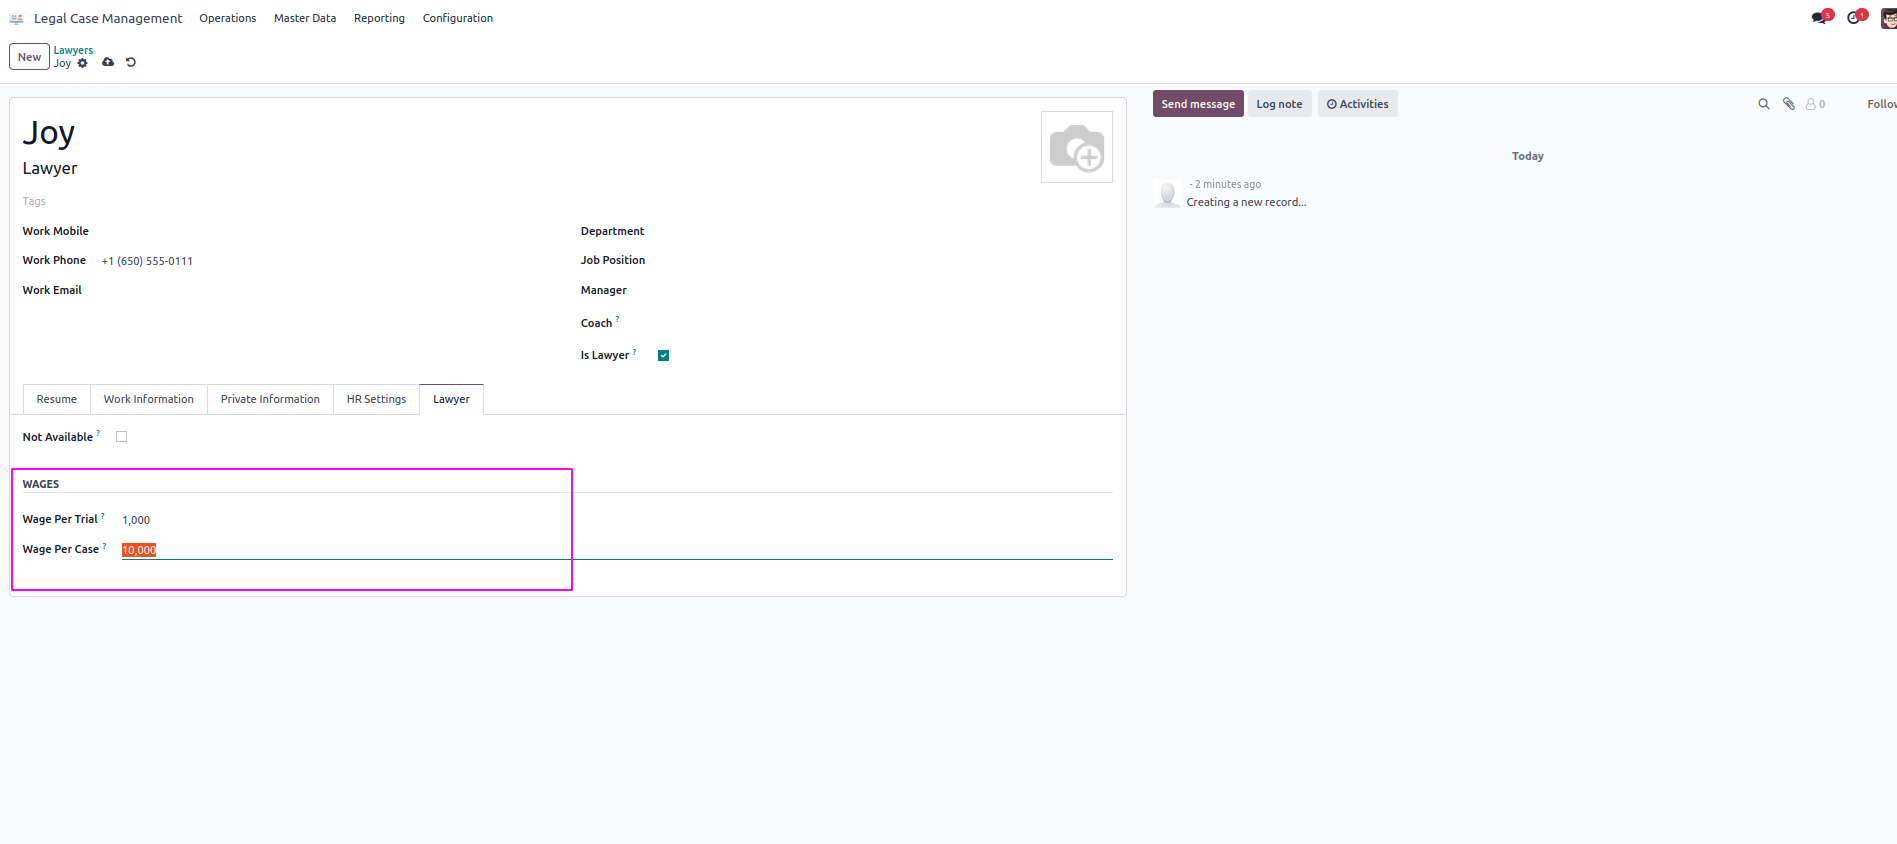 Legal Case Management Operations Master Data Reporting Configuration 5 1
New Lawyers
Joy
Joy
Lawyer
Tags
Work Mobile
Work Phone +1 (650) 555-0111
Work Email
Department
Job Position
Manager
Coach ?
Is Lawyer ?
Resume Work Information Private Information HR Settings Lawyer
Not Available ?
WAGES
Wage Per Trial ? 1,000
Wage Per Case ? 10,000
Send message Log note Activities 0 Follow
Today
- 2 minutes ago
Creating a new record...